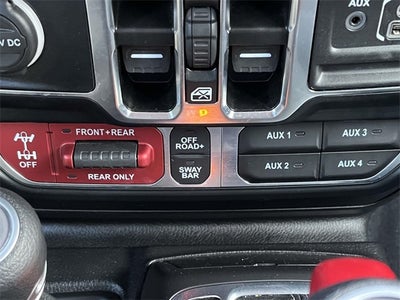 AUX
V DC
FRONT+REAR
OFF
ROAD+
AUX 1
AUX 3
OFF
REAR ONLY
SWAY
BAR
AUX 2
AUX 4